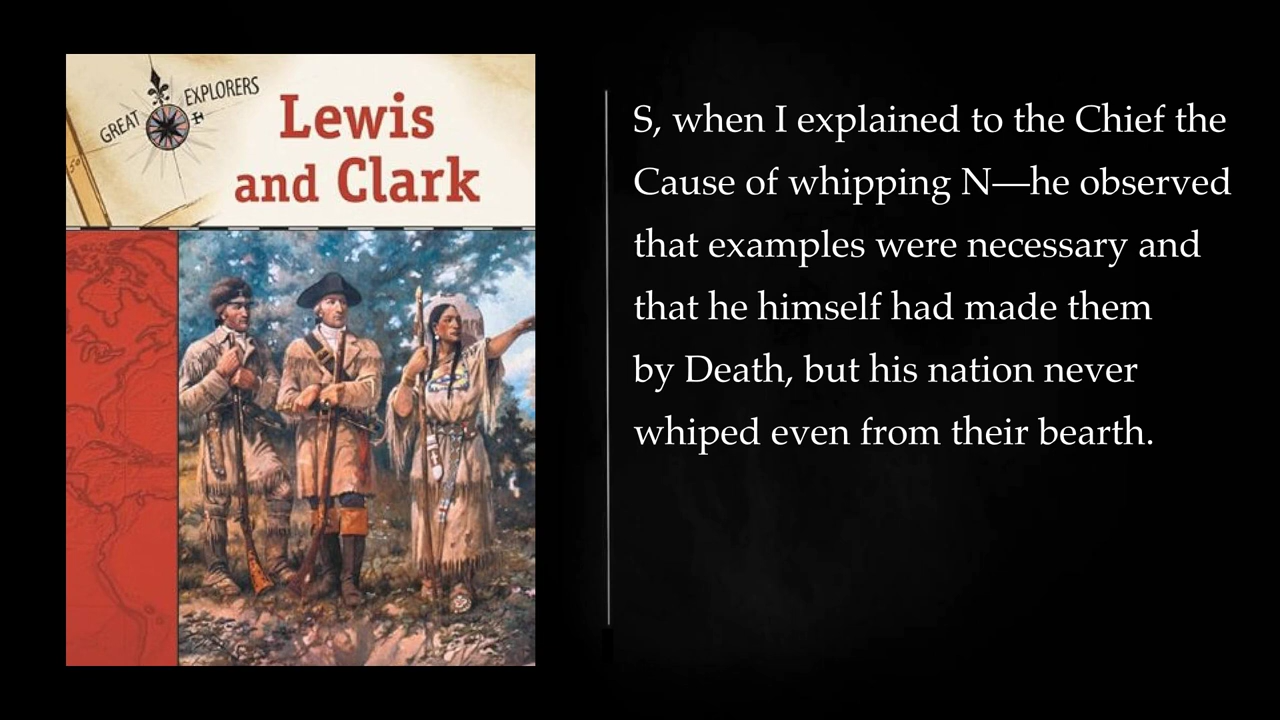 GREAT EXPLORERS
Lewis
and Clark
S, when I explained to the Chief the
Cause of whipping N—he observed
that examples were necessary and
that he himself had made them
by Death, but his nation never
whiped even from their bearth.